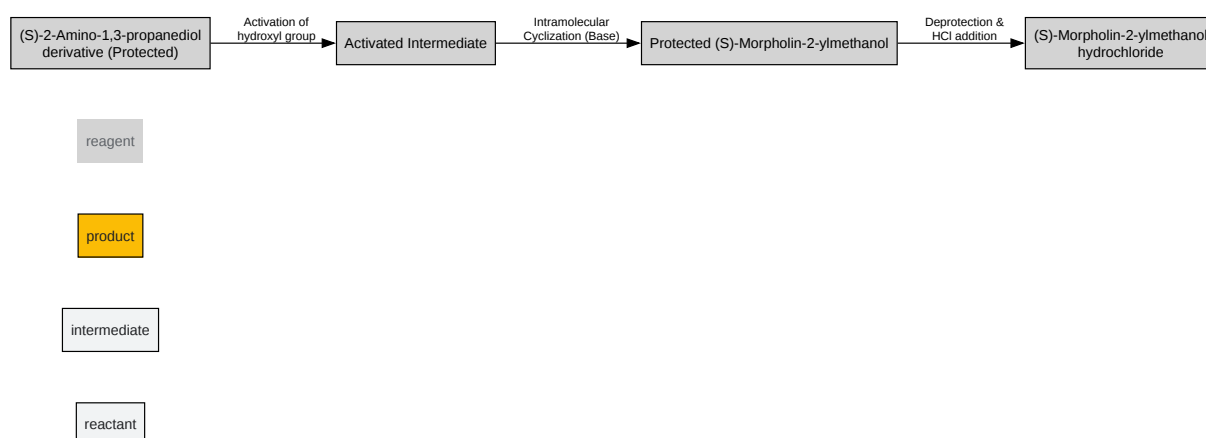 (S)-2-Amino-1,3-propanediol
derivative (Protected)
Activation of
hydroxyl group
Activated Intermediate
Intramolecular
Cyclization (Base)
Protected (S)-Morpholin-2-ylmethanol
Deprotection &
HCl addition
(S)-Morpholin-2-ylmethanol
hydrochloride
reagent
product
intermediate
reactant